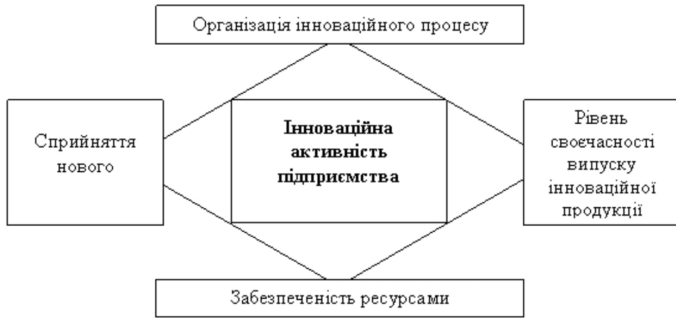 Організація інноваційного процесу
Сприйняття
нового
Інноваційна
активність
підприємства
Рівень
своєчасності
випуску
інноваційної
продукції
Забезпеченість ресурсами